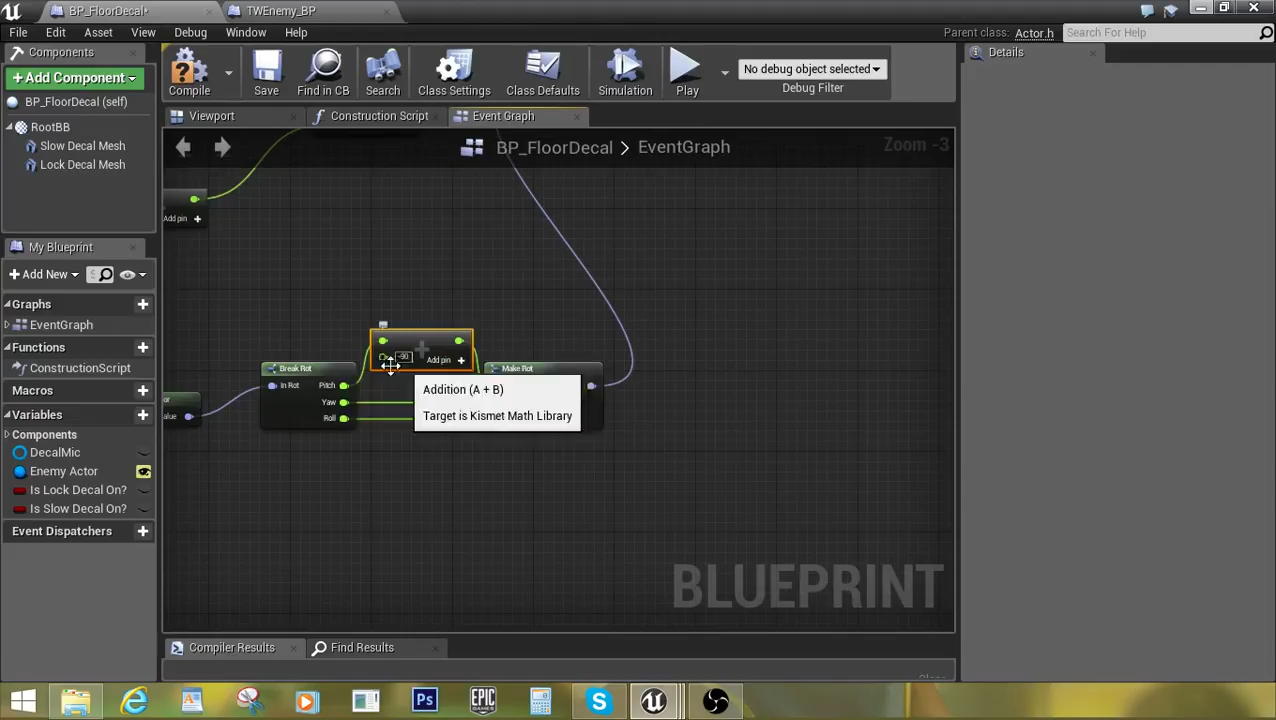 BP_FloorDecal*
TWEnemy_BP
File
Edit
Asset
View
Debug
Window
Help
Parent class: Actor.h
Search For Help
Components
+Add Component
BP_FloorDecal (self)
RootBB
Slow Decal Mesh
Lock Decal Mesh
My Blueprint
+Add New
Graphs
EventGraph
Functions
ConstructionScript
Macros
Variables
Components
DecalMic
Enemy Actor
Is Lock Decal On?
Is Slow Decal On?
Event Dispatchers
Compile
Save
Find in CB
Search
Class Settings
Class Defaults
Simulation
Play
No debug object selected
Debug Filter
Details
Viewport
Construction Script
Event Graph
BP_FloorDecal > EventGraph
Zoom -3
Add pin +
-90
Add pin +
Break Rot
In Rot
Pitch
Yaw
Roll
Make Rot
Addition (A + B)
Target is Kismet Math Library
BLUEPRINT
Compiler Results
Find Results
Ps
EPIC
GAMES